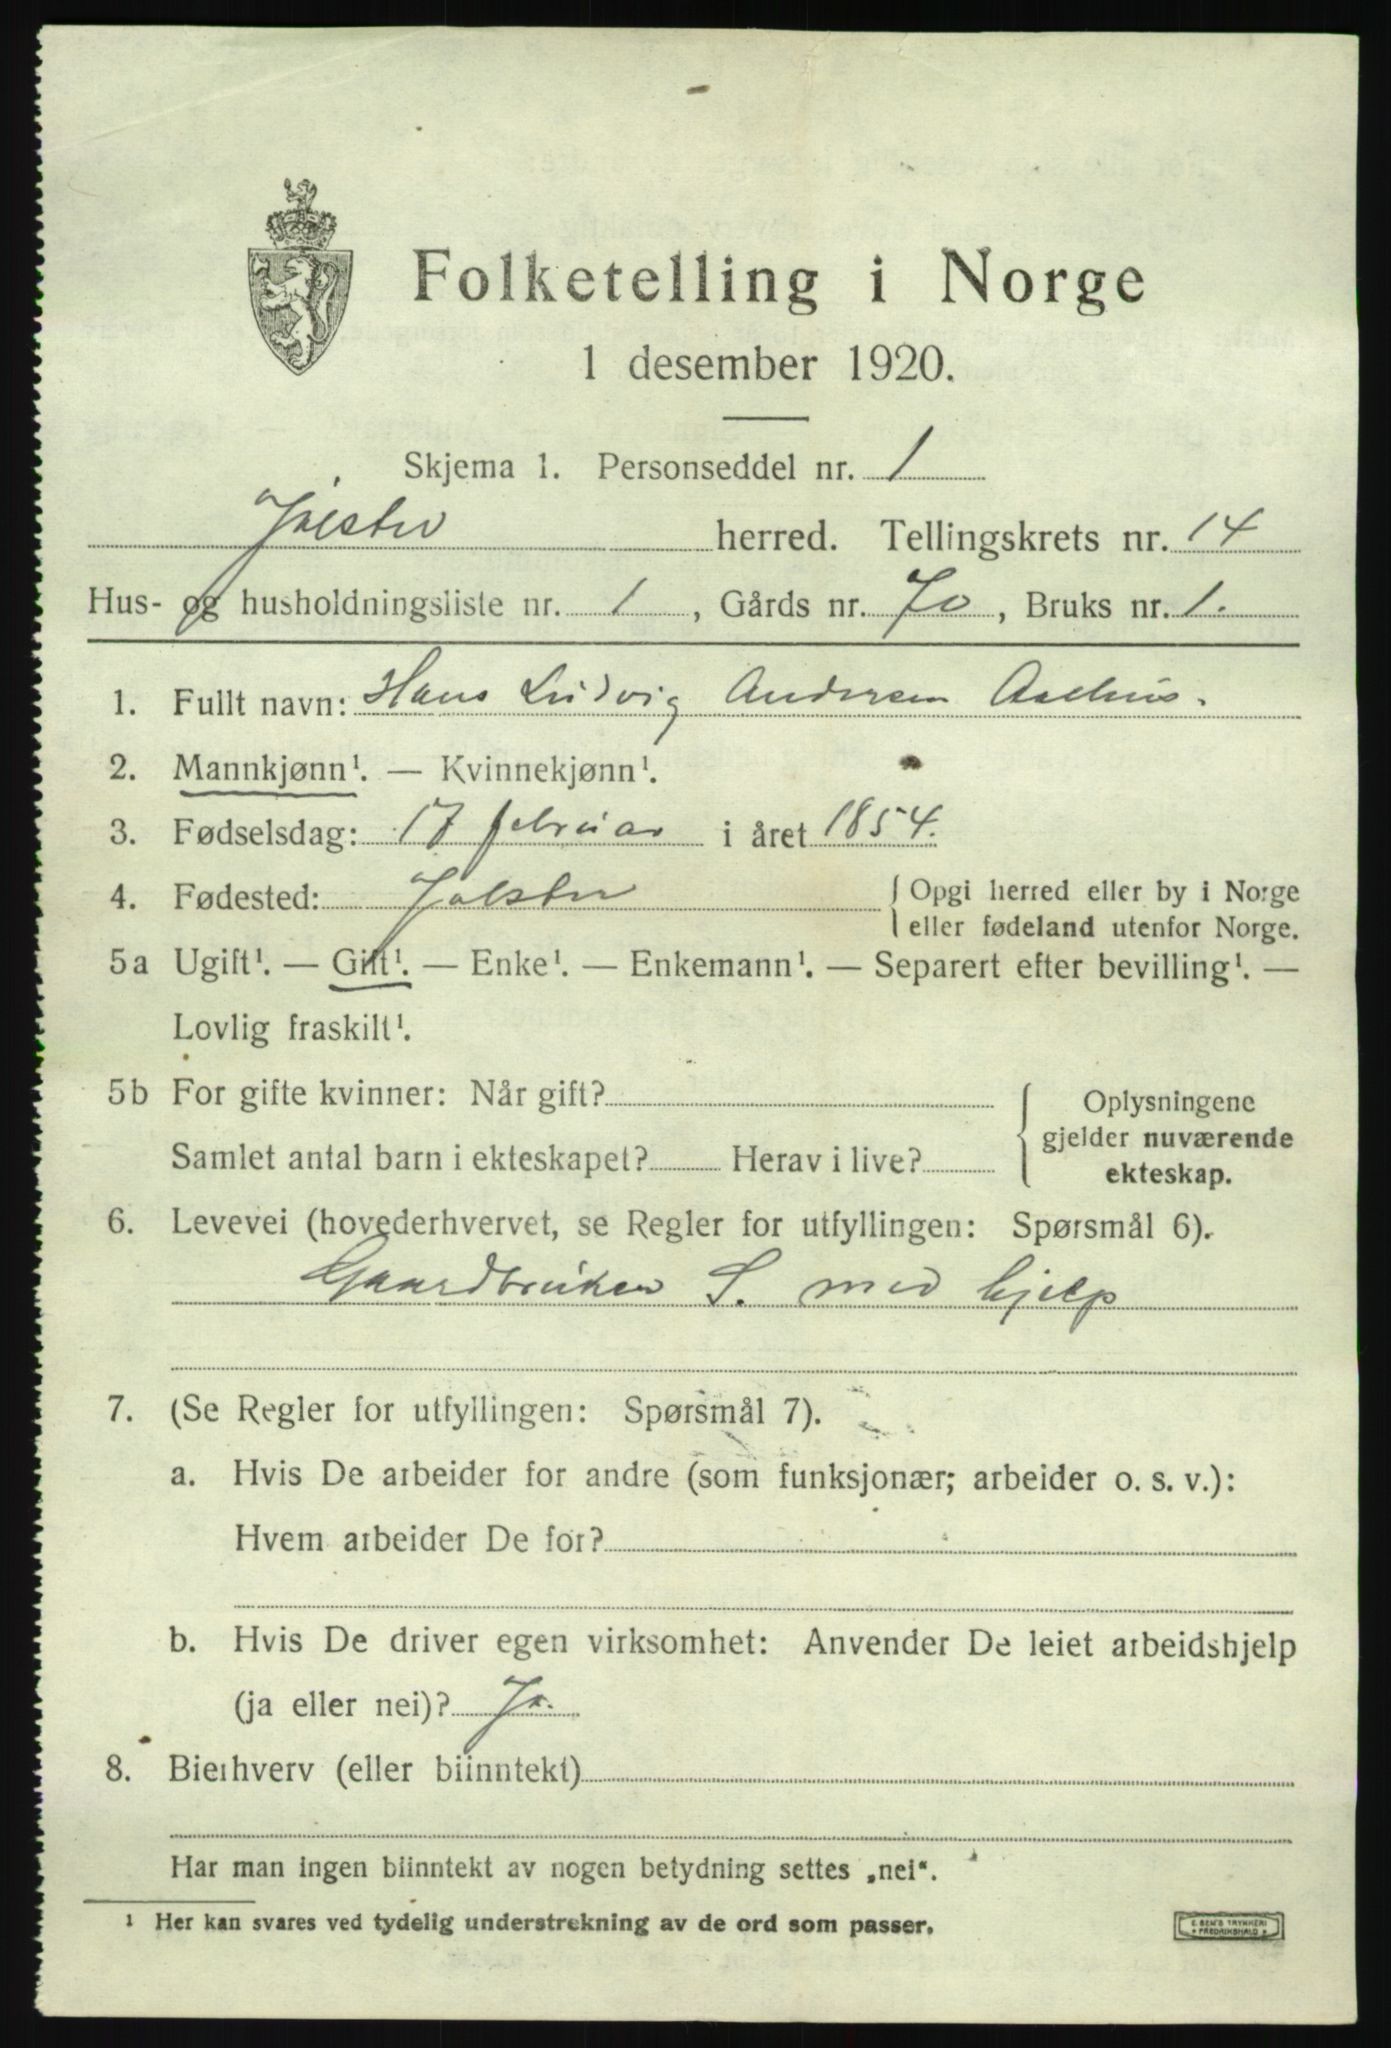 Folketelling i Norge
1 desember 1920.
Skjema 1. Personseddel nr. 1
Jølster herred. Tellingskrets nr. 14
Hus- og husholdningsliste nr. 1, Gårds nr. 70, Bruks nr. 1.
1. Fullt navn: Hans Ludvig Andersen Aarhus.
2. Mannkjønn¹. — Kvinnekjønn¹.
3. Fødselsdag: 17 februar i året 1854.
4. Fødested: Jølster { Opgi herred eller by i Norge
eller fødeland utenfor Norge.
5a Ugift¹. — Gift¹. — Enke¹. — Enkemann¹. — Separert efter bevilling¹. —
Lovlig fraskilt¹.
5b For gifte kvinner: Når gift? Oplysningene
gjelder nuværende
Samlet antal barn i ekteskapet? Herav i live? ekteskap.
6. Levevei (hovederhvervet, se Regler for utfyllingen: Spørsmål 6).
Gaardbruker S. med hjelp
7. (Se Regler for utfyllingen: Spørsmål 7).
a. Hvis De arbeider for andre (som funksjonær; arbeider o. s. v.):
Hvem arbeider De for?
b. Hvis De driver egen virksomhet: Anvender De leiet arbeidshjelp
(ja eller nei)? Ja.
8. Bierhverv (eller biinntekt)
Har man ingen biinntekt av nogen betydning settes „nei“.
¹ Her kan svares ved tydelig understrekning av de ord som passer.
E. SEM'S TRYKKERI
FREDRIKSHALD